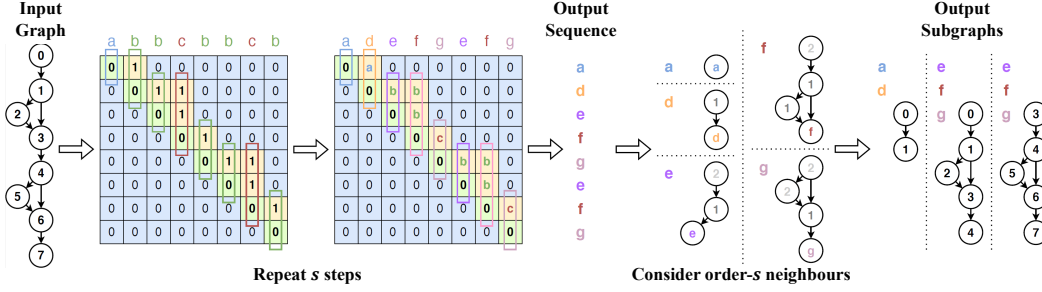 Input
Graph
0
1
2
3
4
5
6
7
a b b c b b c b
0 1 0 0 0 0 0 0
0 0 1 1 0 0 0 0
0 0 0 1 0 0 0 0
0 0 0 0 1 0 0 0
0 0 0 0 0 1 1 0
0 0 0 0 0 0 1 0
0 0 0 0 0 0 0 1
0 0 0 0 0 0 0 0
Repeat s steps
a d e f g e f g
0 a 0 0 0 0 0 0
0 0 b b 0 0 0 0
0 0 0 b 0 0 0 0
0 0 0 0 c 0 0 0
0 0 0 0 0 b b 0
0 0 0 0 0 0 b 0
0 0 0 0 0 0 0 c
0 0 0 0 0 0 0 0
Output
Sequence
a
d
e
f
g
e
f
g
a
a
d
1
d
e
2
1
e
f
2
1
1
f
g
2
2
1
g
Consider order-s neighbours
Output
Subgraphs
a
d
0
1
e
f
g
0
1
2
3
4
e
f
g
3
4
5
6
7